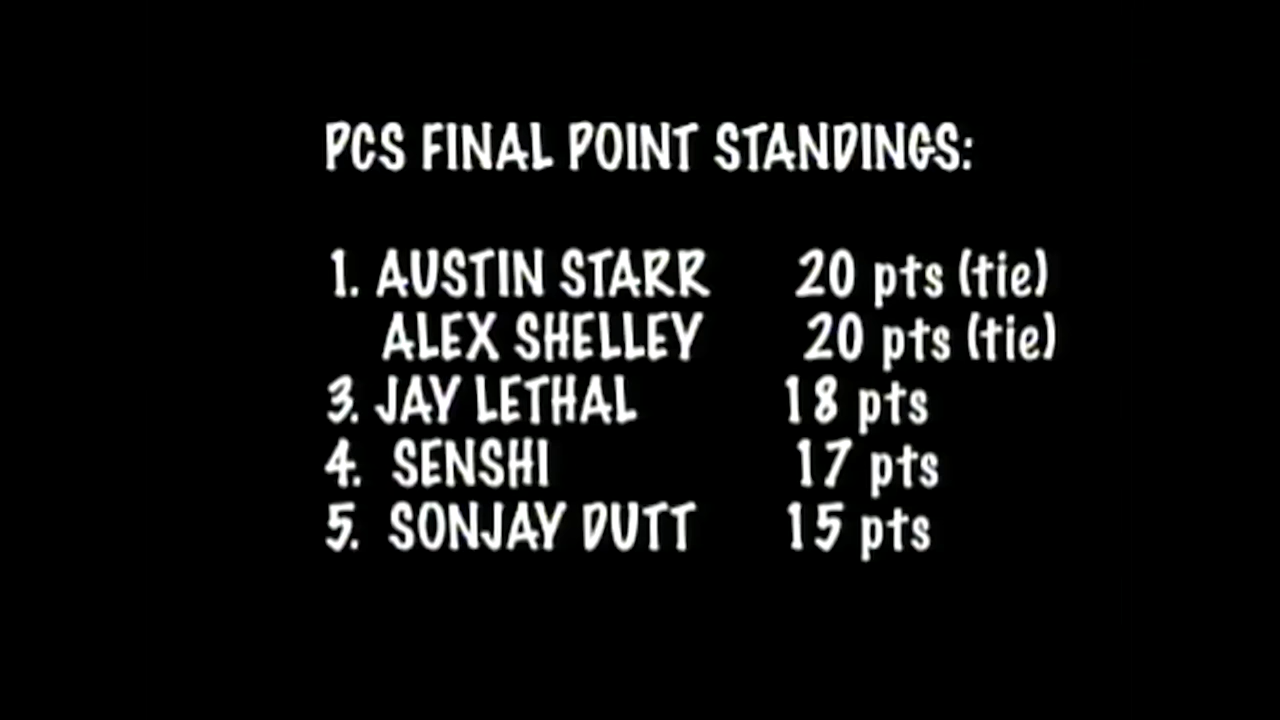 PCS FINAL POINT STANDINGS:
1. AUSTIN STARR 20 pts (tie)
ALEX SHELLEY 20 pts (tie)
3. JAY LETHAL 18 pts
4. SENSHI 17 pts
5. SONJAY DUTT 15 pts